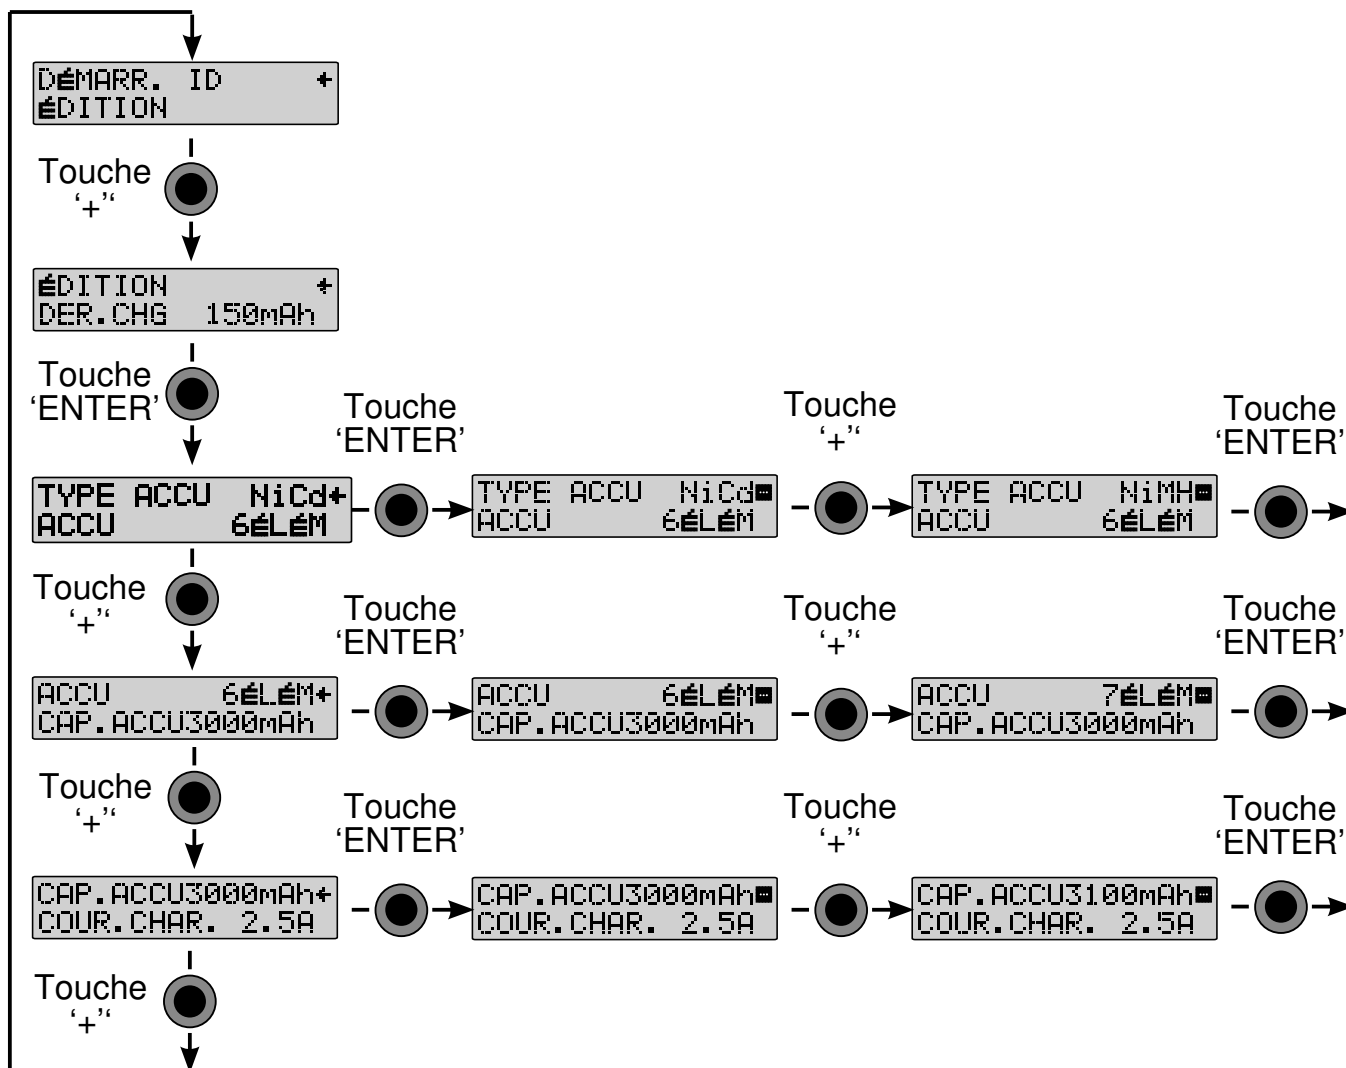 DÉMARR. ID ←
ÉDITION
Touche
‘+’‘
ÉDITION ←
DER.CHG 150mAh
Touche
‘ENTER’
TYPE ACCU NiCd←
ACCU 6ÉLÉM
Touche
‘ENTER’
TYPE ACCU NiCd
ACCU 6ÉLÉM
Touche
‘+’‘
TYPE ACCU NiMH
ACCU 6ÉLÉM
Touche
‘ENTER’
Touche
‘+’‘
ACCU 6ÉLÉM←
CAP.ACCU3000mAh
Touche
‘ENTER’
ACCU 6ÉLÉM
CAP.ACCU3000mAh
Touche
‘+’‘
ACCU 7ÉLÉM
CAP.ACCU3000mAh
Touche
‘ENTER’
Touche
‘+’‘
CAP.ACCU3000mAh←
COUR.CHAR. 2.5A
Touche
‘ENTER’
CAP.ACCU3000mAh
COUR.CHAR. 2.5A
Touche
‘+’‘
CAP.ACCU3100mAh
COUR.CHAR. 2.5A
Touche
‘ENTER’
Touche
‘+’‘